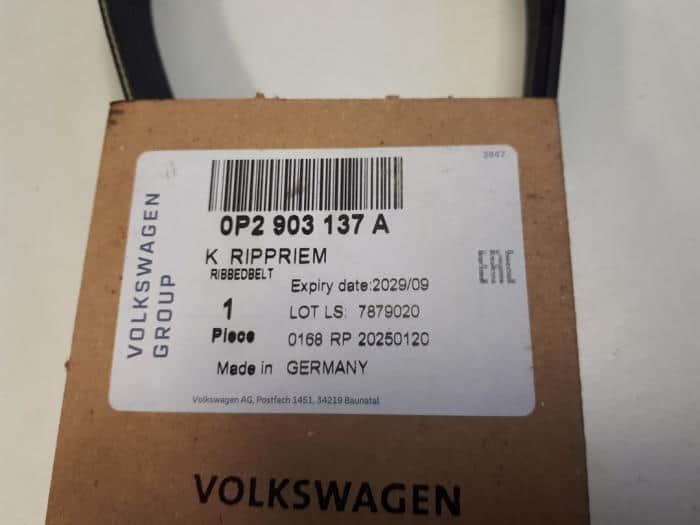 3947
0P2 903 137 A
K RIPPRIEM
RIBBEDBELT
EAC
Expiry date:2029/09
1
LOT LS: 7879020
Piece
0168 RP 20250120
Made in GERMANY
VOLKSWAGEN
GROUP
Volkswagen AG, Postfach 1451, 34219 Baunatal
VOLKSWAGEN